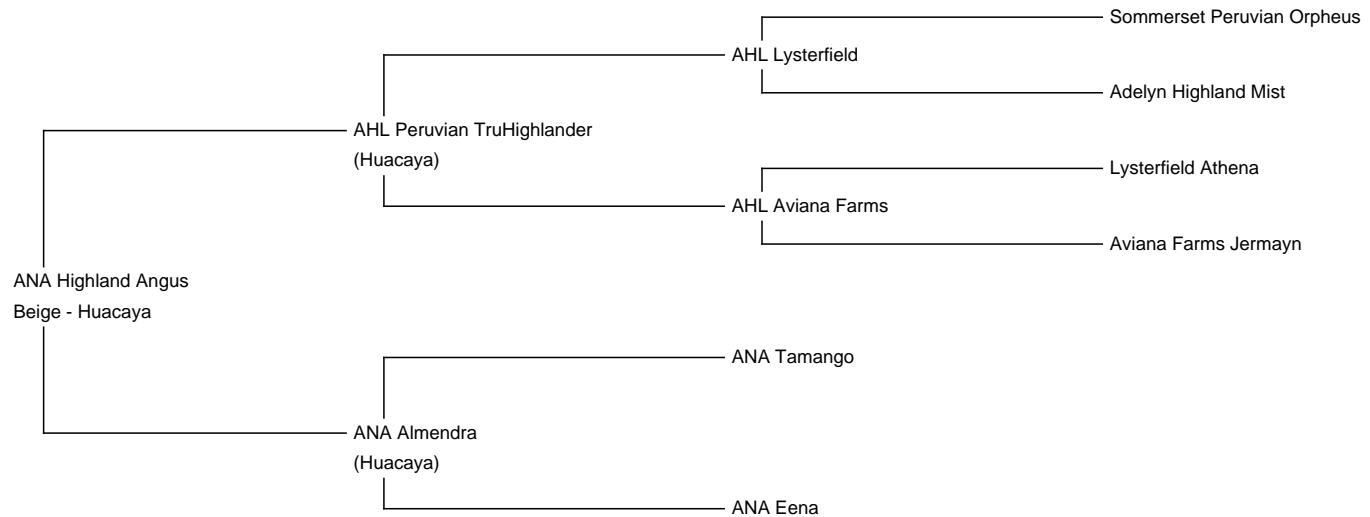 Sommerset Peruvian Orpheus
AHL Lysterfield
Adelyn Highland Mist
AHL Peruvian TruHighlander
(Huacaya)
Lysterfield Athena
AHL Aviana Farms
Aviana Farms Jermayn
ANA Highland Angus
Beige - Huacaya
ANA Tamango
ANA Almendra
(Huacaya)
ANA Eena